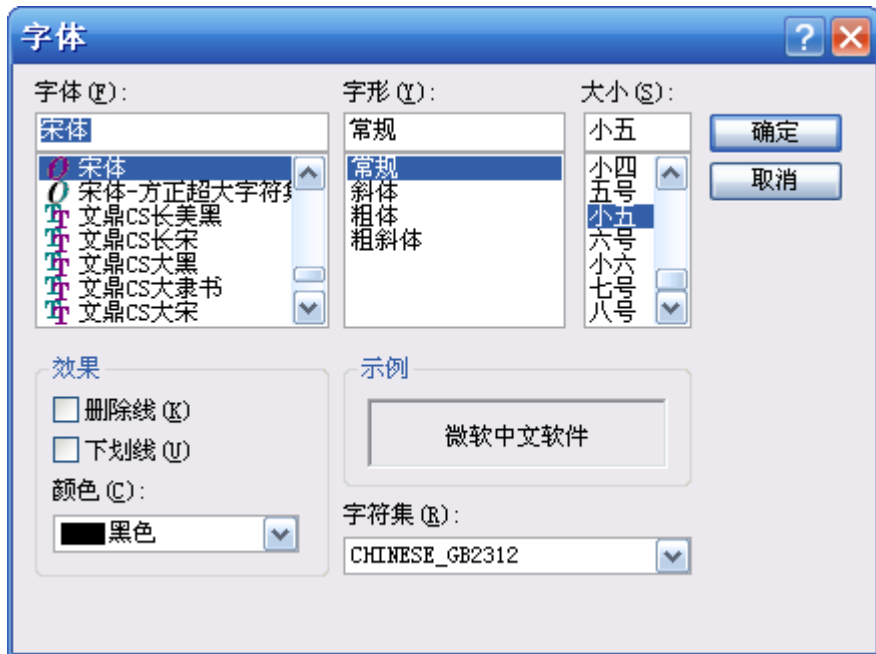 字体
字体(F):
宋体
宋体
宋体-方正超大字符集
文鼎CS长美黑
文鼎CS长宋
文鼎CS大黑
文鼎CS大隶书
文鼎CS大宋
字形(Y):
常规
常规
斜体
粗体
粗斜体
大小(S):
小五
小四
五号
小五
六号
小六
七号
八号
确定
取消
效果
删除线(K)
下划线(U)
颜色(C):
黑色
示例
微软中文软件
字符集(R):
CHINESE_GB2312